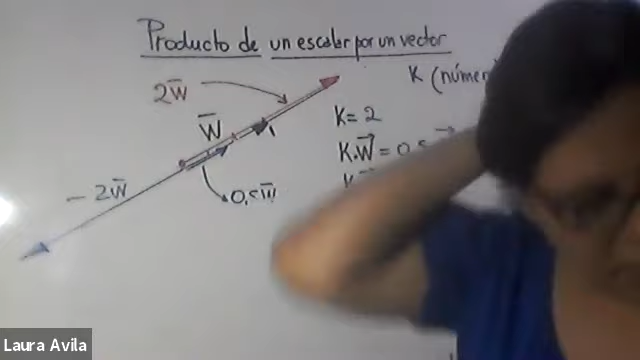 Producto de un escalar por un vector
2w̅
K (númer
w̅
K = 2
K.w⃗ = 0,5
- 2w̅
0,5w̅
K
Laura Avila